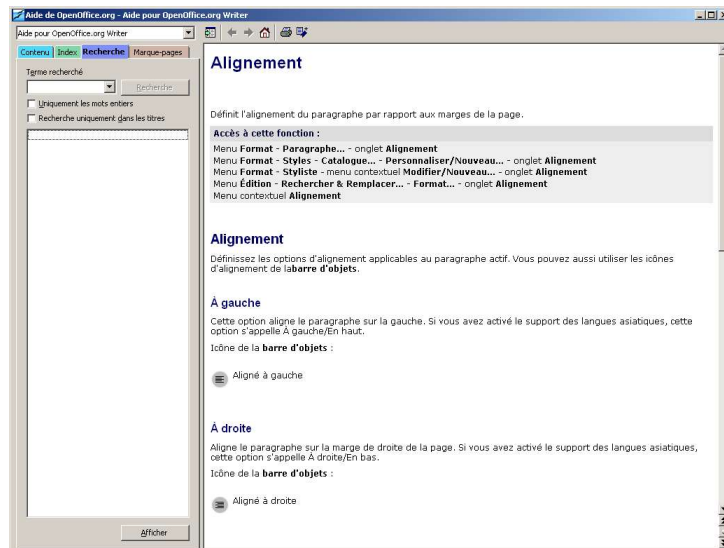 Aide de OpenOffice.org - Aide pour OpenOffice.org Writer
Aide pour OpenOffice.org Writer
Contenu Index Recherche Marque-pages
Terme recherché
Recherche
Uniquement les mots entiers
Recherche uniquement dans les titres
Afficher
Alignement
Définit l'alignement du paragraphe par rapport aux marges de la page.
Accès à cette fonction :
Menu Format - Paragraphe... - onglet Alignement
Menu Format - Styles - Catalogue... - Personnaliser/Nouveau... - onglet Alignement
Menu Format - Styliste - menu contextuel Modifier/Nouveau... - onglet Alignement
Menu Édition - Rechercher & Remplacer... - Format... - onglet Alignement
Menu contextuel Alignement
Alignement
Définissez les options d'alignement applicables au paragraphe actif. Vous pouvez aussi utiliser les icônes
d'alignement de labarre d'objets.
À gauche
Cette option aligne le paragraphe sur la gauche. Si vous avez activé le support des langues asiatiques, cette
option s'appelle À gauche/En haut.
Icône de la barre d'objets :
Aligné à gauche
À droite
Aligne le paragraphe sur la marge de droite de la page. Si vous avez activé le support des langues asiatiques,
cette option s'appelle À droite/En bas.
Icône de la barre d'objets :
Aligné à droite